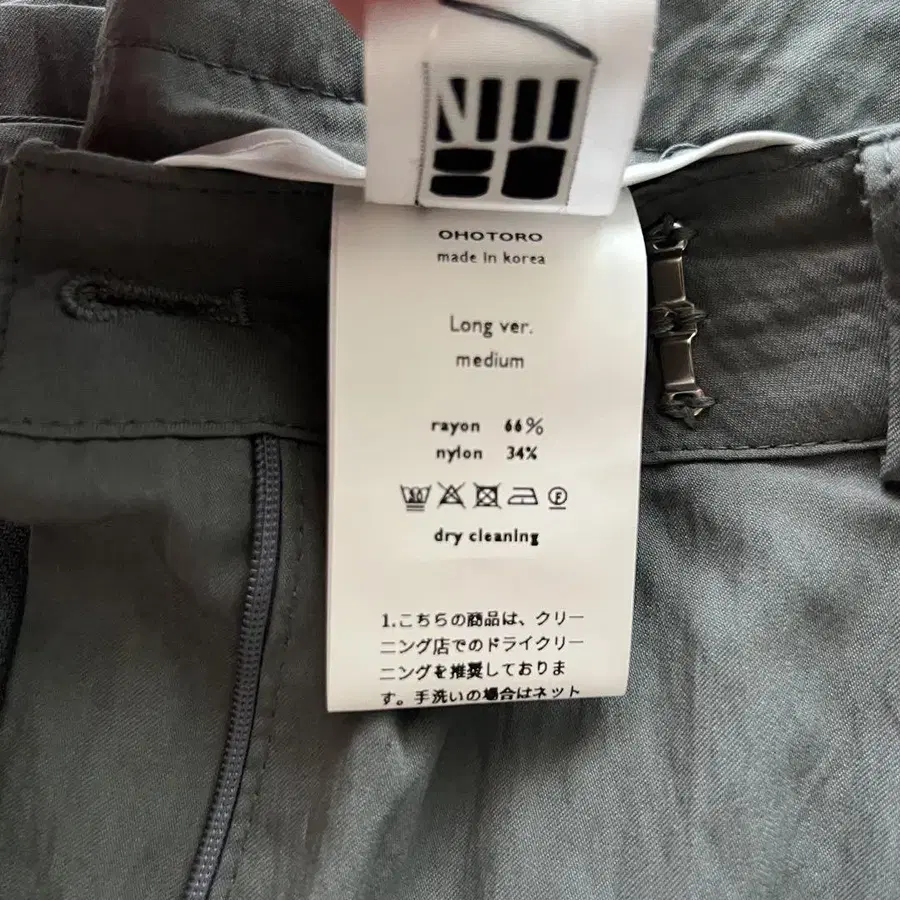 OHOTORO
made in korea
Long ver.
medium
rayon 66%
nylon 34%
dry cleaning
1.こちらの商品は、クリー
ニング店でのドライクリー
ニングを推奨しておりま
す。手洗いの場合はネット